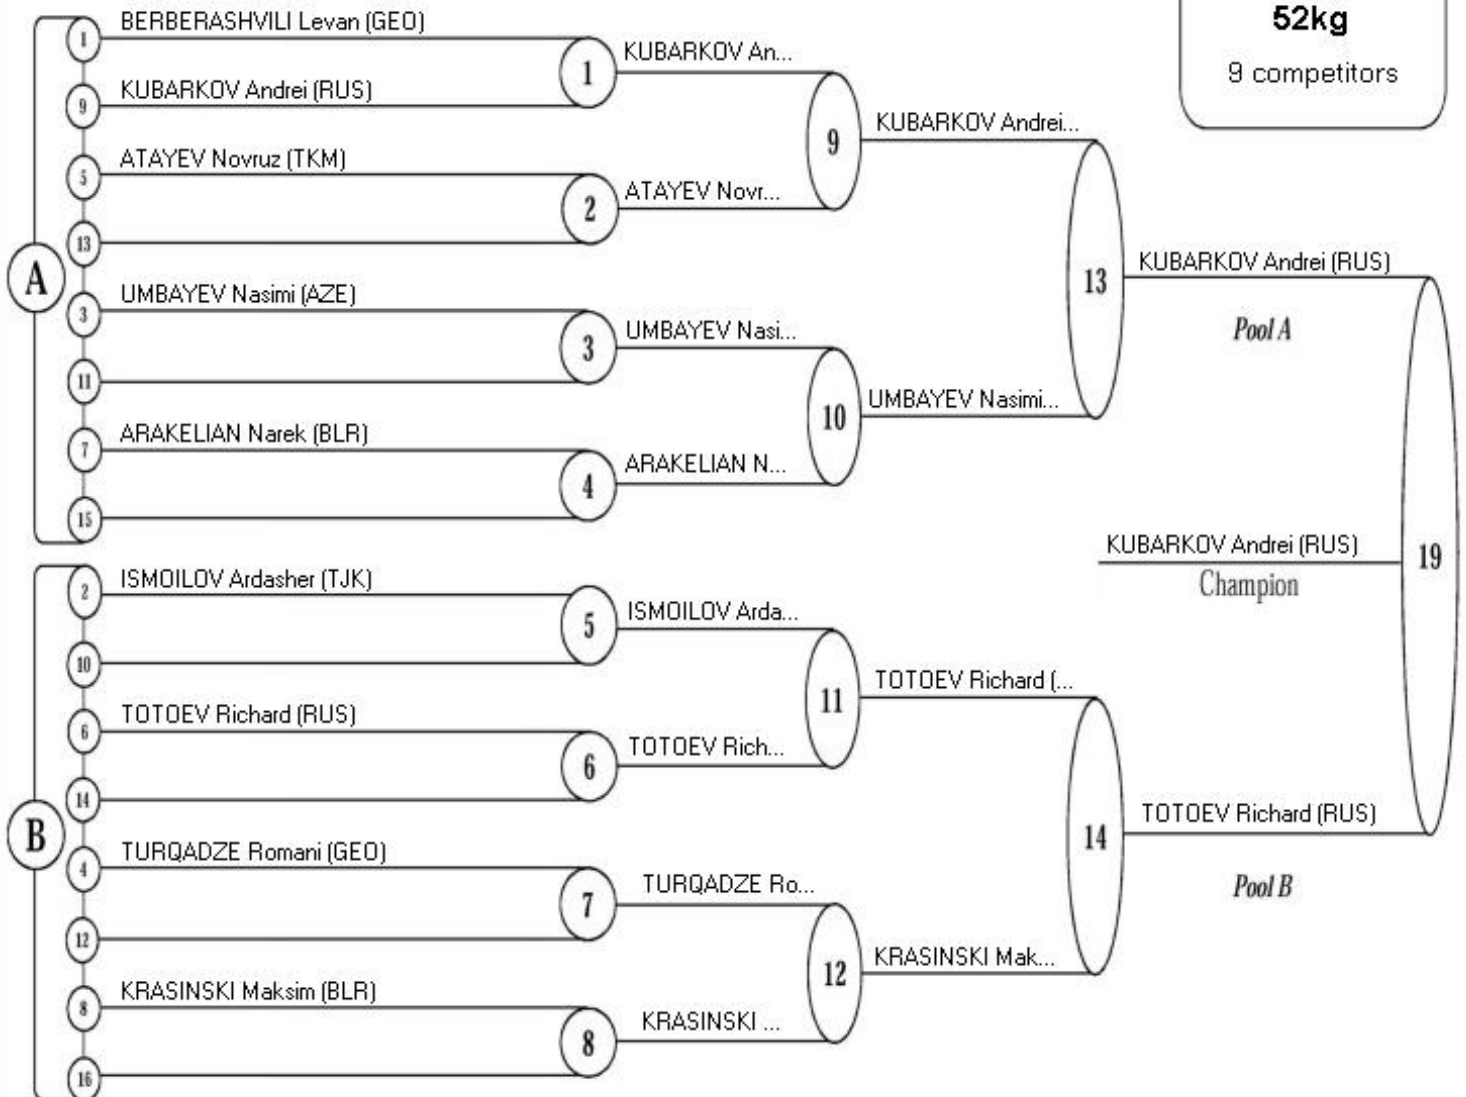 52kg
9 competitors
A
1
BERBERASHVILI Levan (GEO)
9
KUBARKOV Andrei (RUS)
5
ATAYEV Novruz (TKM)
13
3
UMBAYEV Nasimi (AZE)
11
7
ARAKELIAN Narek (BLR)
15
B
2
ISMOILOV Ardasher (TJK)
10
6
TOTOEV Richard (RUS)
14
4
TURQADZE Romani (GEO)
12
8
KRASINSKI Maksim (BLR)
16
1
KUBARKOV An...
2
ATAYEV Novr...
3
UMBAYEV Nasi...
4
ARAKELIAN N...
5
ISMOILOV Arda...
6
TOTOEV Rich...
7
TURQADZE Ro...
8
KRASINSKI ...
9
KUBARKOV Andrei...
10
UMBAYEV Nasimi...
11
TOTOEV Richard (...
12
KRASINSKI Mak...
13
KUBARKOV Andrei (RUS)
Pool A
14
TOTOEV Richard (RUS)
Pool B
KUBARKOV Andrei (RUS)
Champion
19